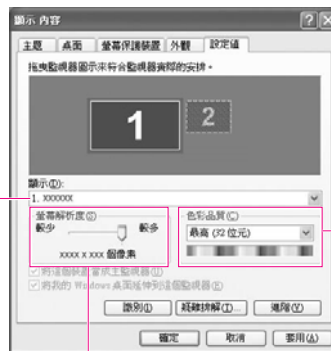 顯示 內容
主題 桌面 螢幕保護裝置 外觀 設定值
拖曳監視器圖示來符合監視器實際的安排。
1 2
顯示(D):
1. XXXXXX
螢幕解析度(S)
較少 較多
xxxx x xxx 個像素
色彩品質(C)
最高 (32 位元)
將這個裝置當成主監視器(U)
將我的 Windows 桌面延伸到這個監視器(E)
識別(I) 疑難排解(T)... 進階(V)
確定 取消 套用(A)